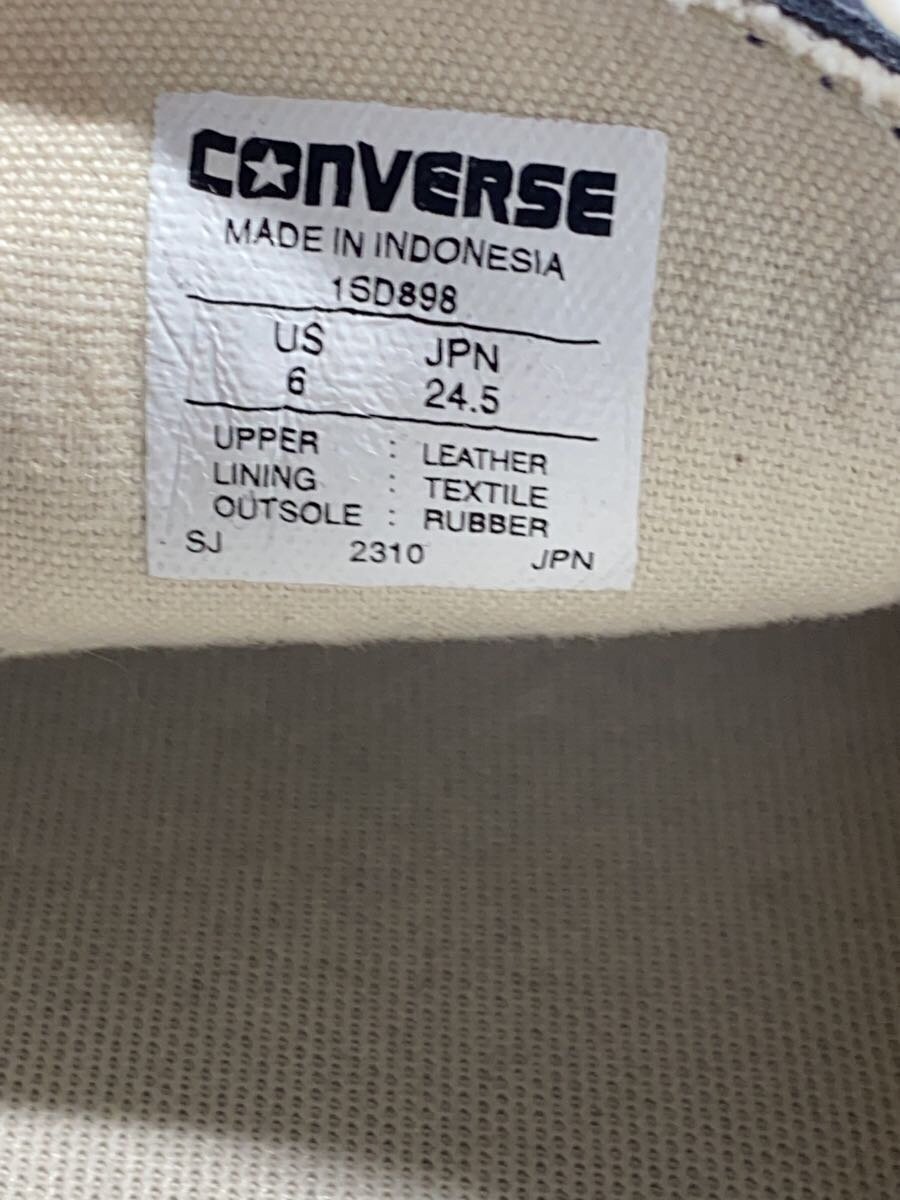 CONVERSE
MADE IN INDONESIA
1SD898
US JPN
6 24.5
UPPER : LEATHER
LINING : TEXTILE
OUTSOLE : RUBBER
SJ 2310 JPN